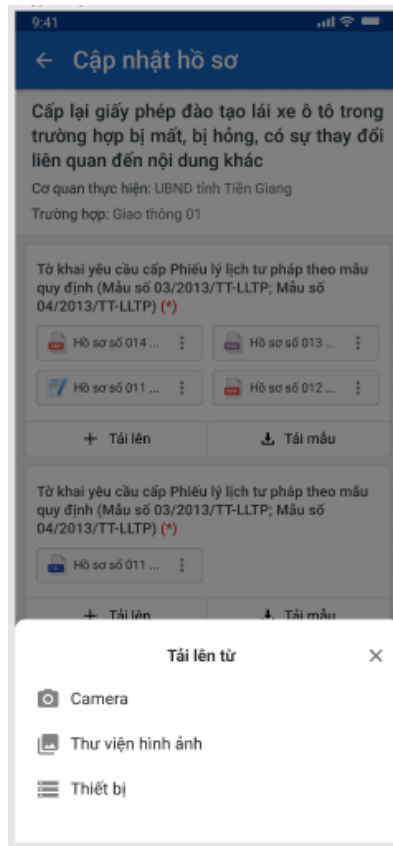 9:41
Cập nhật hồ sơ
Cấp lại giấy phép đào tạo lái xe ô tô trong
trường hợp bị mất, bị hỏng, có sự thay đổi
liên quan đến nội dung khác
Cơ quan thực hiện: UBND tỉnh Tiền Giang
Trường hợp: Giao thông 01
Tờ khai yêu cầu cấp Phiếu lý lịch tư pháp theo mẫu
quy định (Mẫu số 03/2013/TT-LLTP; Mẫu số
04/2013/TT-LLTP) (*)
Hồ sơ số 014 ... Hồ sơ số 013 ...
Hồ sơ số 011 ... Hồ sơ số 012 ...
+ Tải lên Tải mẫu
Tờ khai yêu cầu cấp Phiếu lý lịch tư pháp theo mẫu
quy định (Mẫu số 03/2013/TT-LLTP; Mẫu số
04/2013/TT-LLTP) (*)
Hồ sơ số 011 ...
+ Tải lên Tải mẫu
Tải lên từ
Camera
Thư viện hình ảnh
Thiết bị